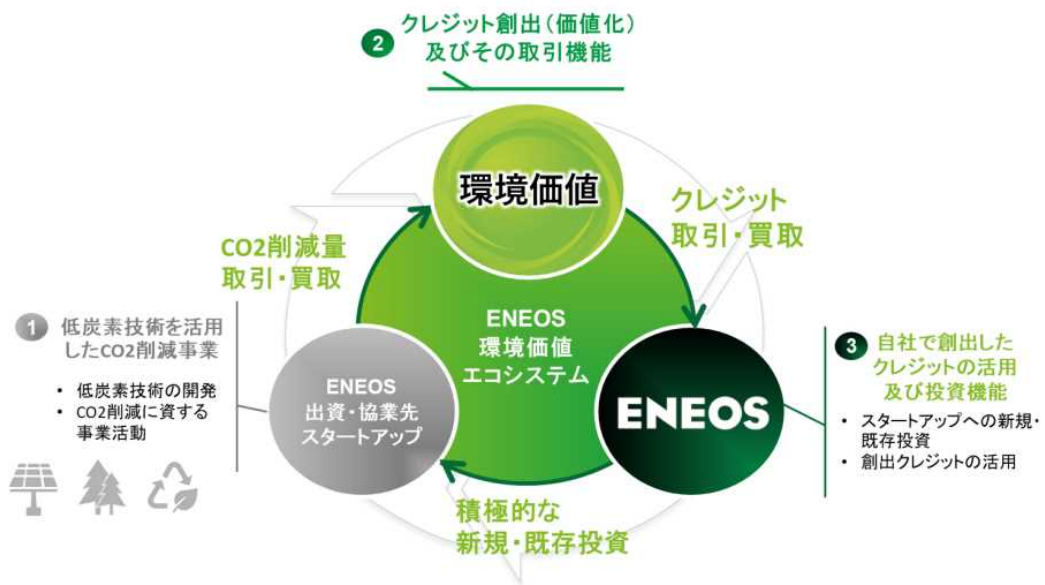 2 クレジット創出(価値化)
及びその取引機能
環境価値
クレジット
取引・買取
CO2削減量
取引・買取
1 低炭素技術を活用
したCO2削減事業
• 低炭素技術の開発
• CO2削減に資する
事業活動
ENEOS
環境価値
エコシステム
ENEOS
出資・協業先
スタートアップ
ENEOS
3 自社で創出した
クレジットの活用
及び投資機能
• スタートアップへの新規・
既存投資
• 創出クレジットの活用
積極的な
新規・既存投資